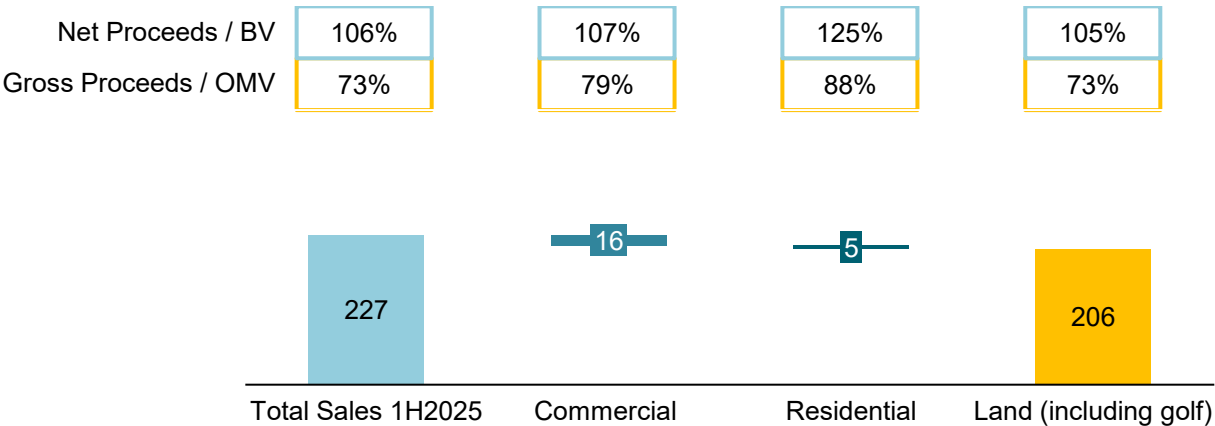 Net Proceeds / BV 106% 107% 125% 105%
Gross Proceeds / OMV 73% 79% 88% 73%
16
5
227
206
Total Sales 1H2025 Commercial Residential Land (including golf)